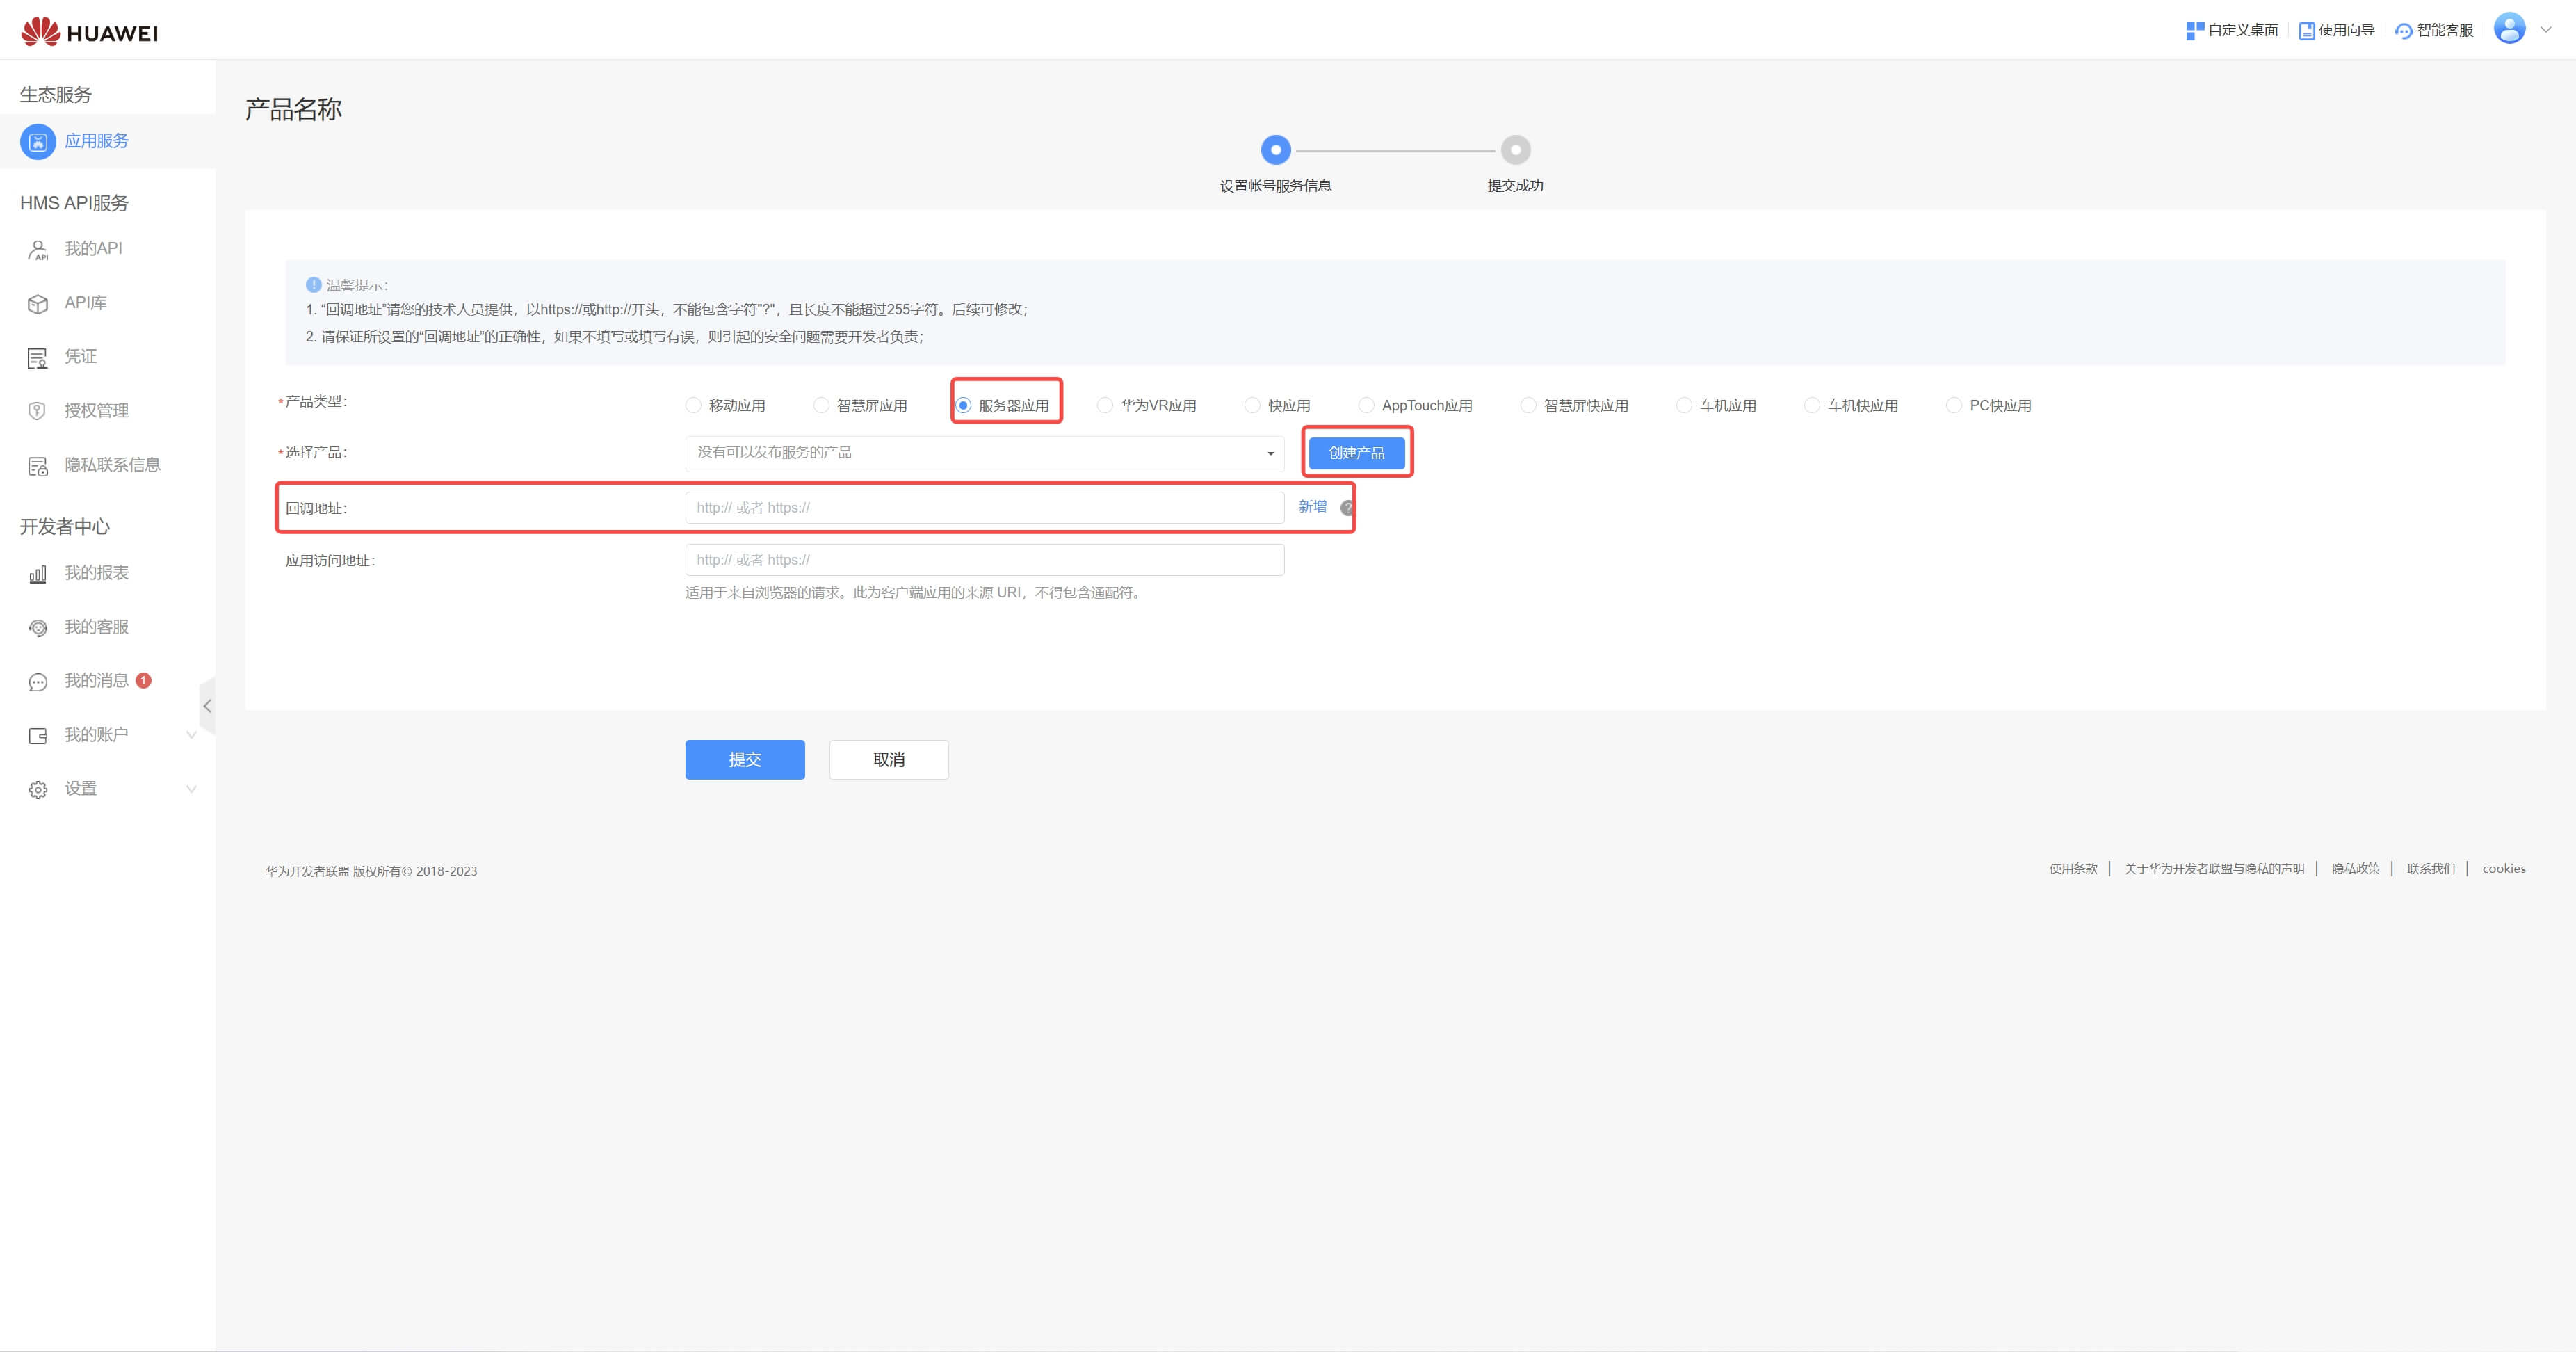 HUAWEI
自定义桌面
使用向导
智能客服
生态服务
应用服务
HMS API服务
我的API
API库
凭证
授权管理
隐私联系信息
开发者中心
我的报表
我的客服
我的消息 1
我的账户
设置
产品名称
设置帐号服务信息
提交成功
温馨提示：
1. “回调地址”请您的技术人员提供，以https://或http://开头，不能包含字符"?"，且长度不能超过255字符。后续可修改；
2. 请保证所设置的“回调地址”的正确性，如果不填写或填写有误，则引起的安全问题需要开发者负责；
*产品类型：
移动应用 智慧屏应用 服务器应用 华为VR应用 快应用 AppTouch应用 智慧屏快应用 车机应用 车机快应用 PC快应用
*选择产品：
没有可以发布服务的产品
创建产品
回调地址：
http:// 或者 https://
新增 ?
应用访问地址：
http:// 或者 https://
适用于来自浏览器的请求。此为客户端应用的来源 URI，不得包含通配符。
提交
取消
华为开发者联盟 版权所有© 2018-2023
使用条款 | 关于华为开发者联盟与隐私的声明 | 隐私政策 | 联系我们 | cookies